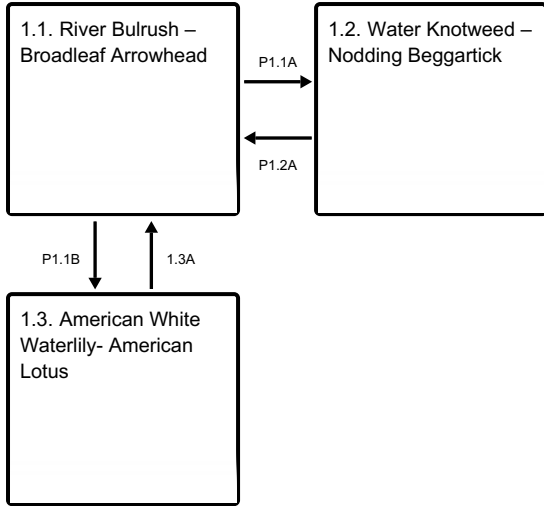 1.1. River Bulrush –
Broadleaf Arrowhead
P1.1A
1.2. Water Knotweed –
Nodding Beggartick
P1.2A
P1.1B
1.3A
1.3. American White
Waterlily- American
Lotus